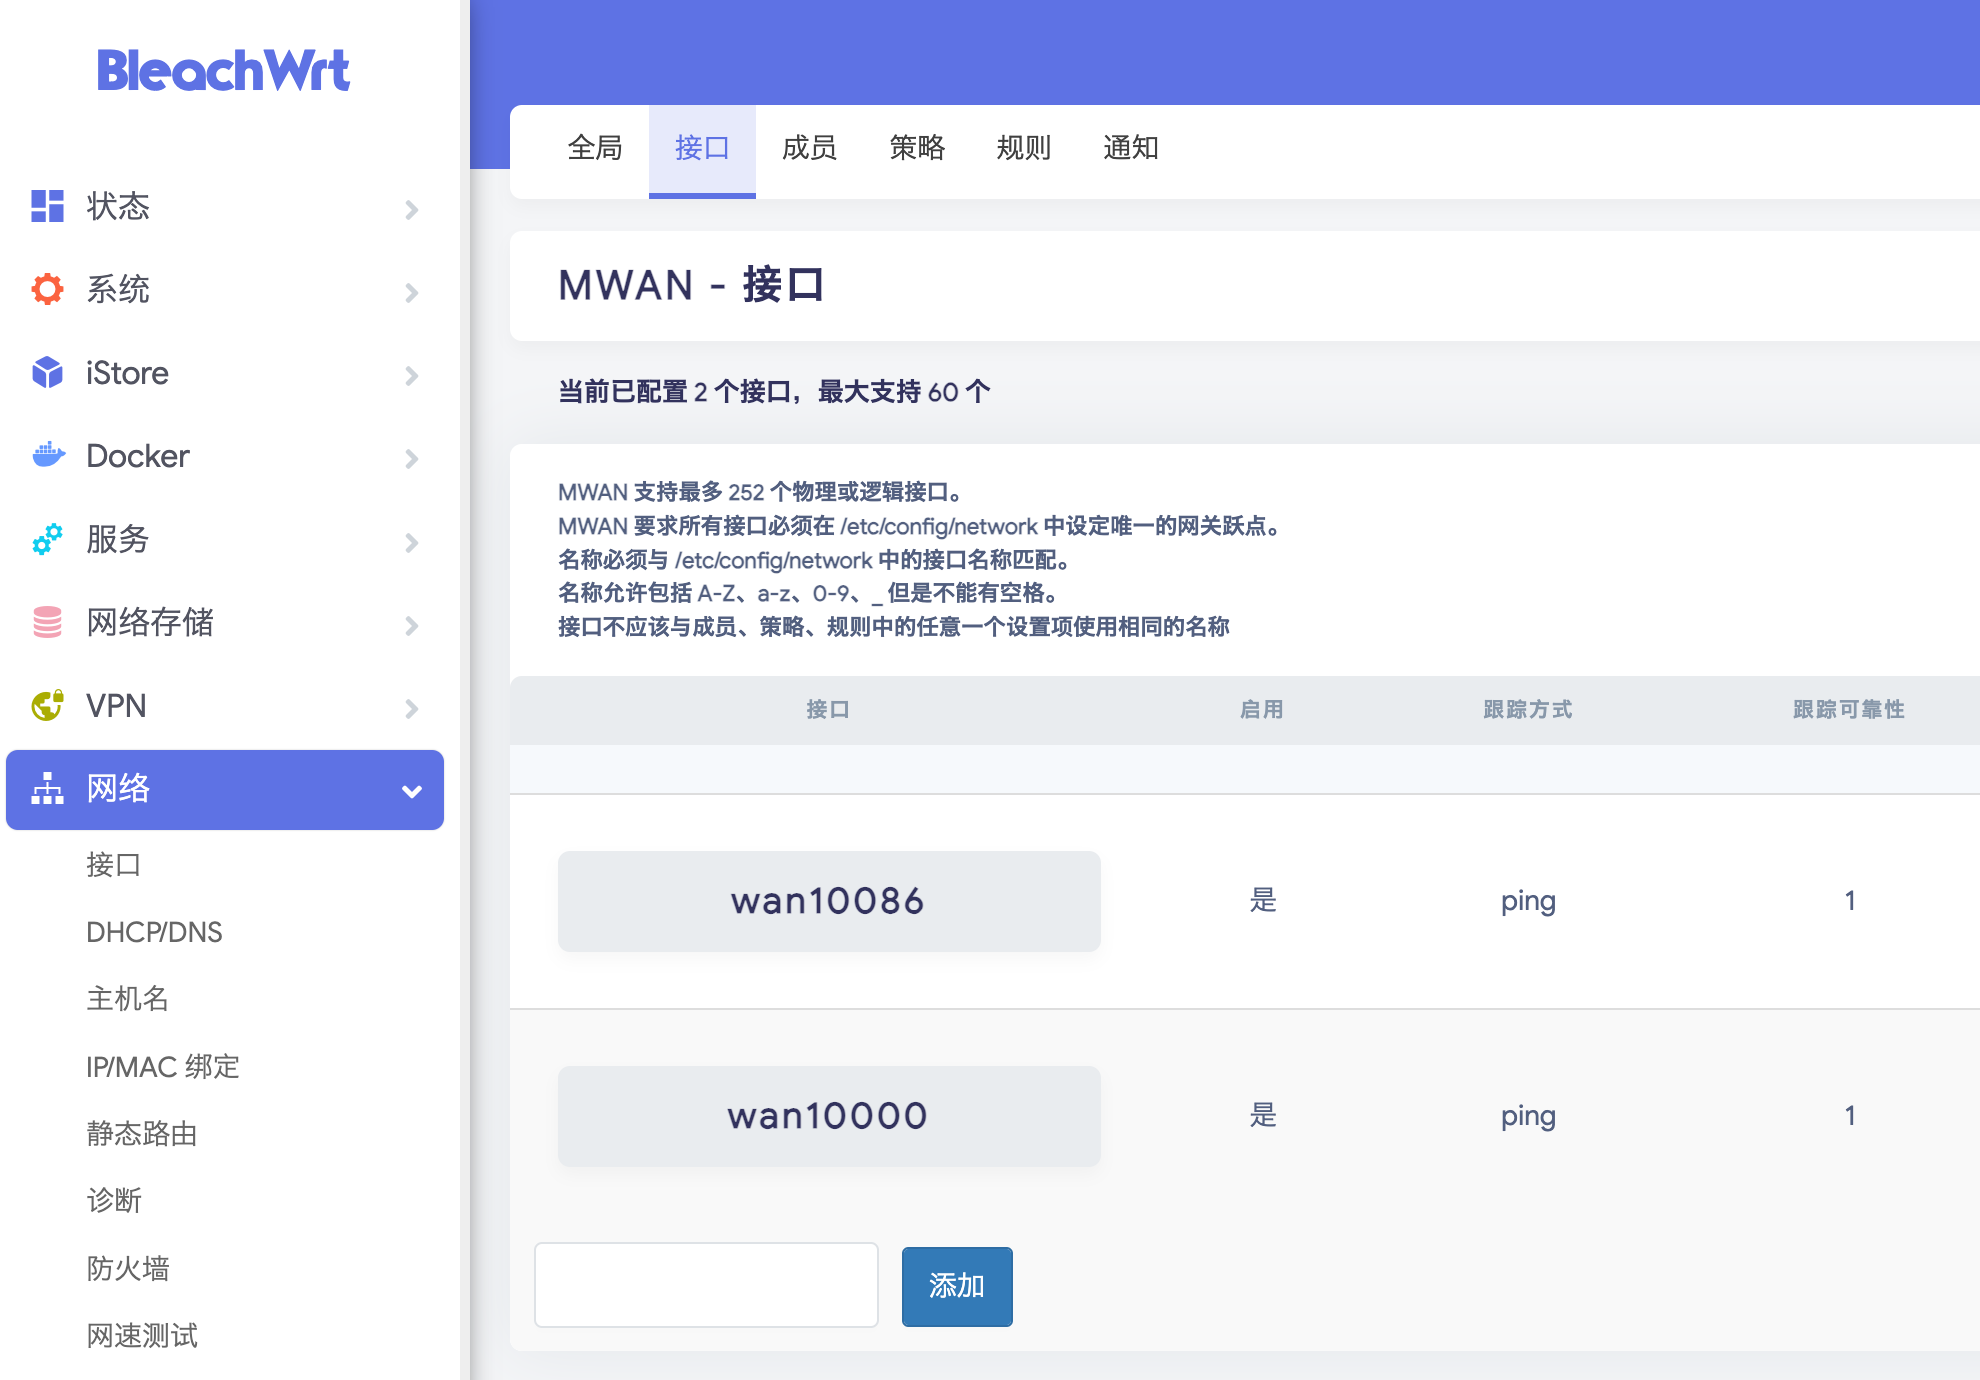 BleachWrt
状态
系统
iStore
Docker
服务
网络存储
VPN
网络
接口
DHCP/DNS
主机名
IP/MAC 绑定
静态路由
诊断
防火墙
网速测试
全局 接口 成员 策略 规则 通知
MWAN - 接口
当前已配置 2 个接口，最大支持 60 个
MWAN 支持最多 252 个物理或逻辑接口。
MWAN 要求所有接口必须在 /etc/config/network 中设定唯一的网关跃点。
名称必须与 /etc/config/network 中的接口名称匹配。
名称允许包括 A-Z、a-z、0-9、_ 但是不能有空格。
接口不应该与成员、策略、规则中的任意一个设置项使用相同的名称
接口 启用 跟踪方式 跟踪可靠性
wan10086 是 ping 1
wan10000 是 ping 1
添加